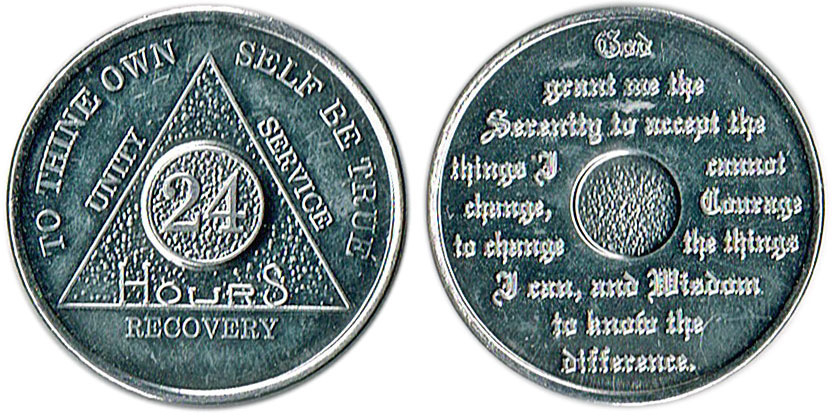 TO THINE OWN SELF BE TRUE
UNITY
SERVICE
24
HOURS
RECOVERY
God
grant me the
Serenity to accept the
things I cannot
change, Courage
to change the things
I can, and Wisdom
to know the
difference.